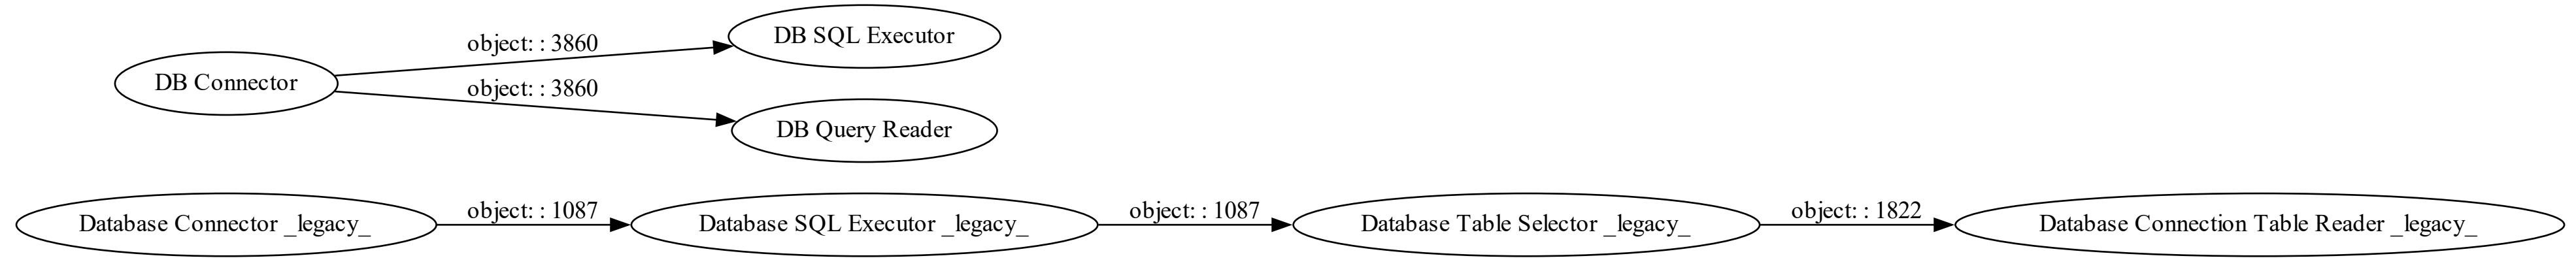 DB Connector
object: : 3860
DB SQL Executor
object: : 3860
DB Query Reader
Database Connector _legacy_
object: : 1087
Database SQL Executor _legacy_
object: : 1087
Database Table Selector _legacy_
object: : 1822
Database Connection Table Reader _legacy_